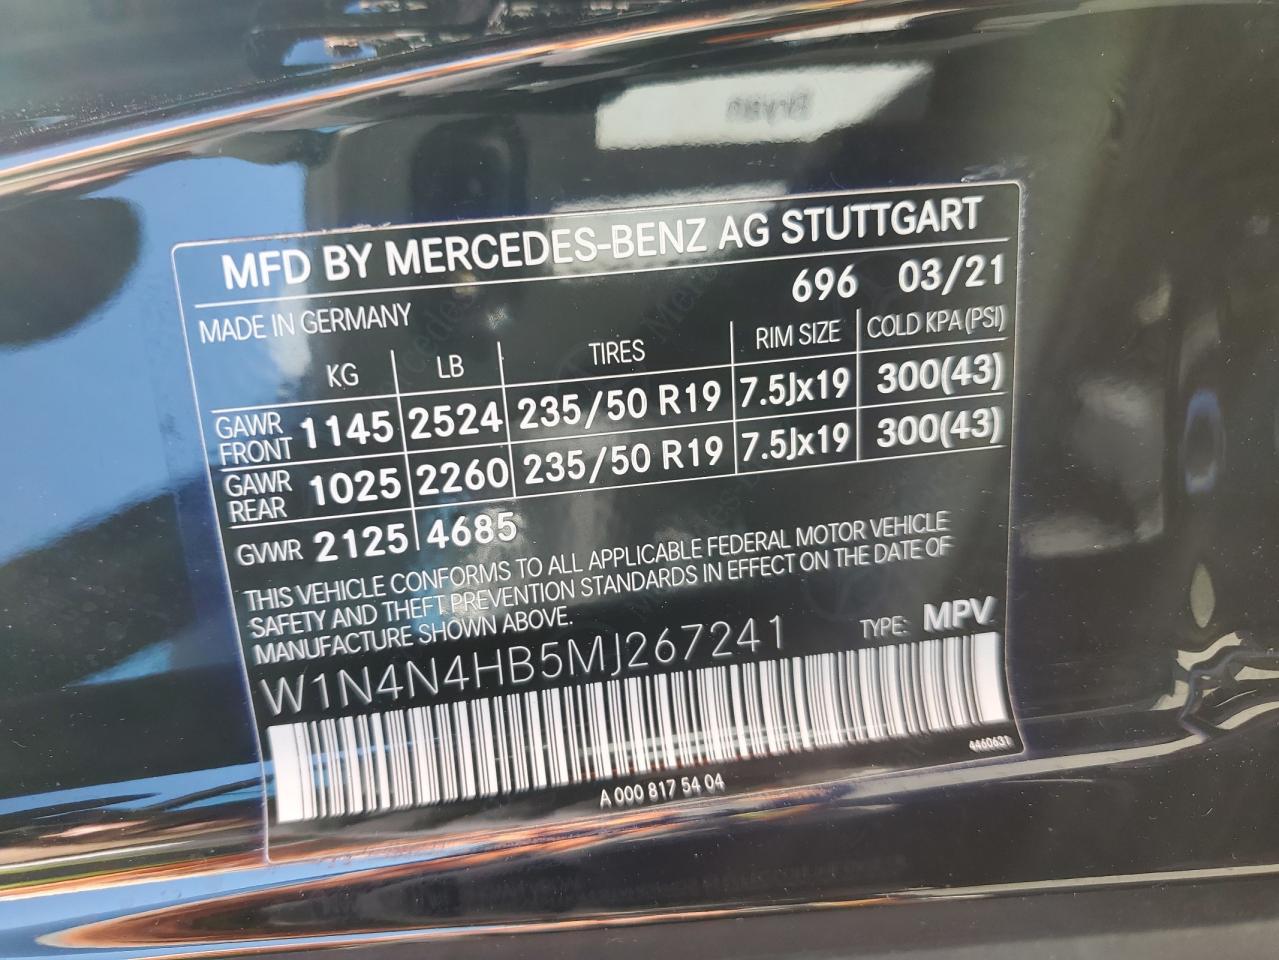 MFD BY MERCEDES-BENZ AG STUTTGART
696 03/21
MADE IN GERMANY
KG LB TIRES RIM SIZE COLD KPA (PSI)
GAWR FRONT 1145 2524 235/50 R19 7.5Jx19 300(43)
GAWR REAR 1025 2260 235/50 R19 7.5Jx19 300(43)
GVWR 2125 4685
THIS VEHICLE CONFORMS TO ALL APPLICABLE FEDERAL MOTOR VEHICLE
SAFETY AND THEFT PREVENTION STANDARDS IN EFFECT ON THE DATE OF
MANUFACTURE SHOWN ABOVE.
W1N4N4HB5MJ267241 TYPE: MPV
4460631
A 000 817 54 04